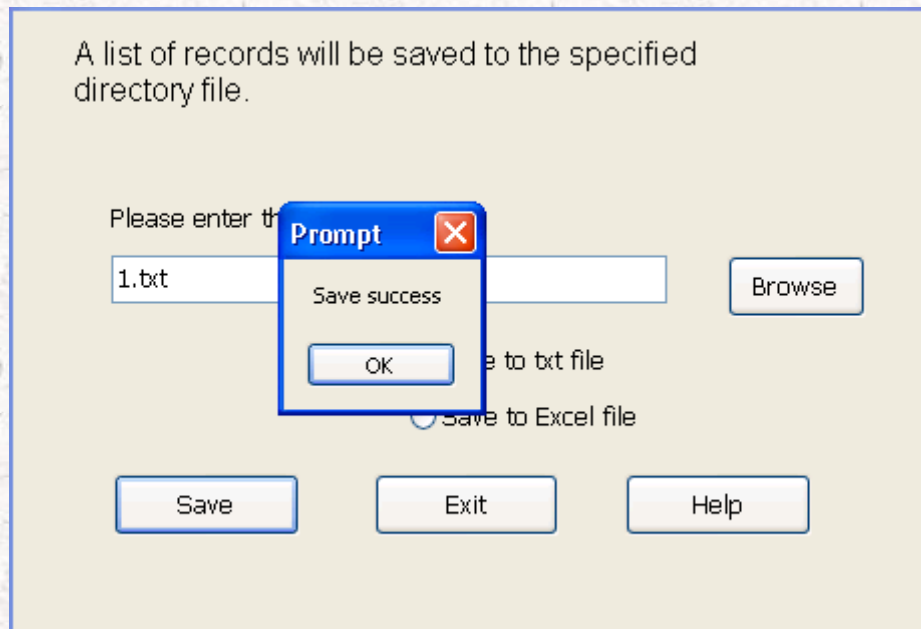 A list of records will be saved to the specified
directory file.
Please enter
Prompt
1.txt
Save success
Browse
OK
to txt file
Save to Excel file
Save
Exit
Help